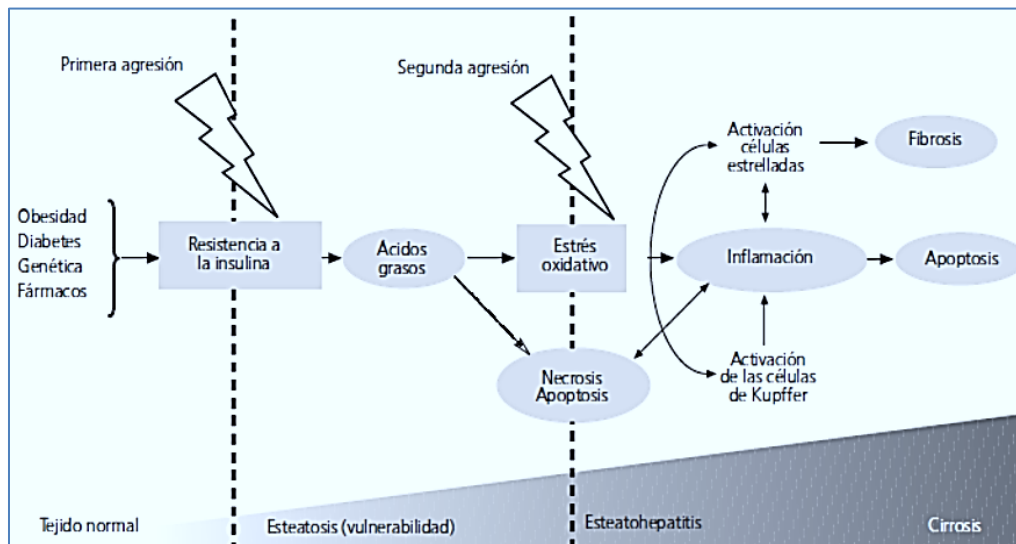 Primera agresión
Segunda agresión
Obesidad
Diabetes
Genética
Fármacos
Resistencia a
la insulina
Ácidos
grasos
Estrés
oxidativo
Necrosis
Apoptosis
Activación
células
estrelladas
Fibrosis
Inflamación
Apoptosis
Activación
de las células
de Kupffer
Tejido normal
Esteatosis (vulnerabilidad)
Esteatohepatitis
Cirrosis